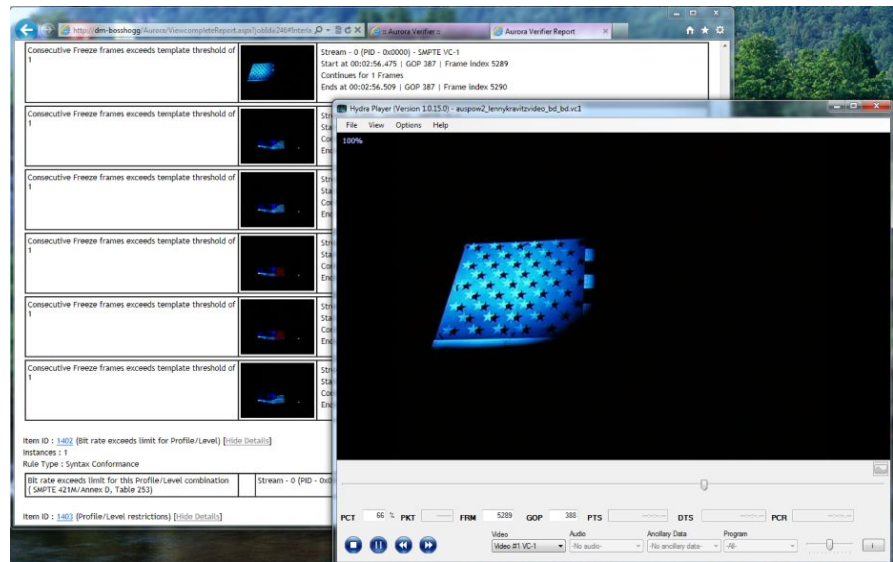 http://dm-bosshogg/Aurora/ViewcompleteReport.aspx?jobId=246#Interla
:: Aurora Verifier ::
Aurora Verifier Report
Consecutive Freeze frames exceeds template threshold of
1
Stream - 0 (PID - 0x0000) - SMPTE VC-1
Start at 00:02:56.475 | GOP 387 | Frame index 5289
Continues for 1 Frames
Ends at 00:02:56.509 | GOP 387 | Frame index 5290
Consecutive Freeze frames exceeds template threshold of
1
Consecutive Freeze frames exceeds template threshold of
1
Consecutive Freeze frames exceeds template threshold of
1
Consecutive Freeze frames exceeds template threshold of
1
Consecutive Freeze frames exceeds template threshold of
1
Item ID : 1402 (Bit rate exceeds limit for Profile/Level) [Hide Details]
Instances : 1
Rule Type : Syntax Conformance
Bit rate exceeds limit for this Profile/Level combination
( SMPTE 421M/Annex D, Table 253)
Stream - 0 (PID - 0x0
Item ID : 1403 (Profile/Level restrictions) [Hide Details]
Hydra Player (Version 1.0.15.0) - auspow2_lennykravitzvideo_bd_bd.vc1
File View Options Help
100%
PCT 66 % PKT FRM 5289 GOP 388 PTS DTS PCR
Video Audio Ancillary Data Program
Video #1 VC-1 -No audio- -No ancillary data- -All-
i